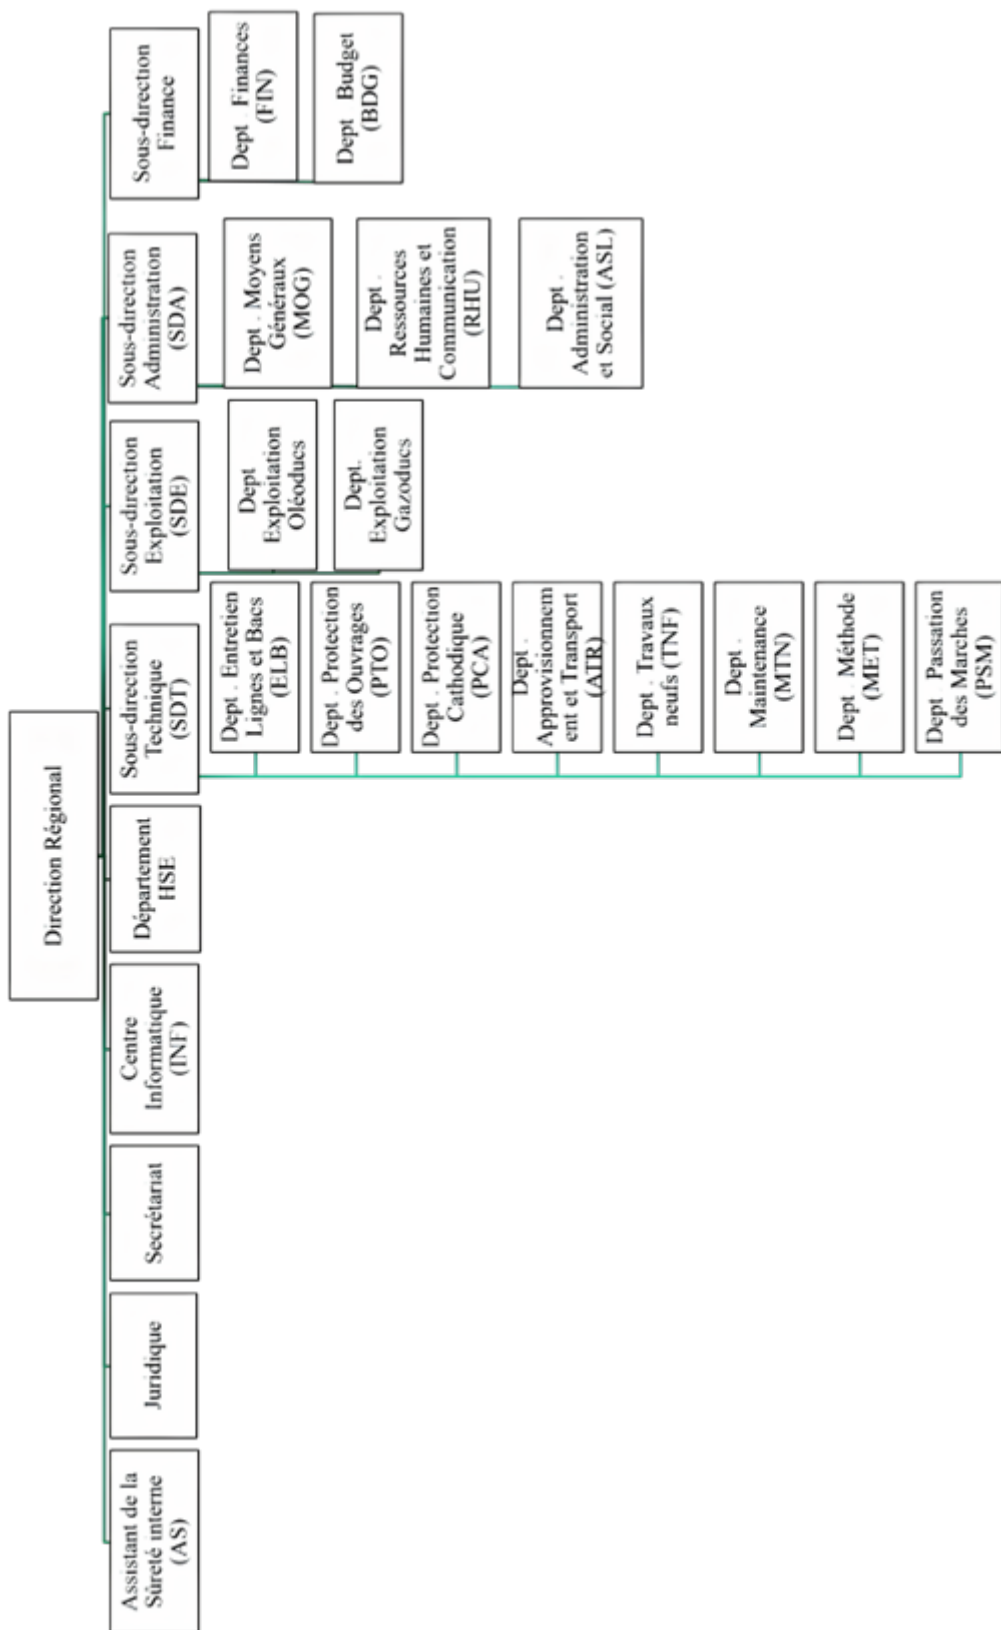 Direction Régional
Assistant de la
Sûreté interne
(AS)
Juridique
Secrétariat
Centre
Informatique
(INF)
Département
HSE
Sous-direction
Technique
(SDT)
Dept . Entretien
Lignes et Bacs
(ELB)
Dept . Protection
des Ouvrages
(PTO)
Dept . Protection
Cathodique
(PCA)
Dept .
Approvisionnem
ent et Transport
(ATR)
Dept . Travaux
neufs (TNF)
Dept .
Maintenance
(MTN)
Dept . Méthode
(MET)
Dept Passation
des Marches
(PSM)
Sous-direction
Exploitation
(SDE)
Dept
Exploitation
Oléoducs
Dept.
Exploitation
Gazoducs
Sous-direction
Administration
(SDA)
Dept . Moyens
Généraux
(MOG)
Dept .
Ressources
Humaines et
Communication
(RHU)
Dept .
Administration
et Social (ASL)
Sous-direction
Finance
Dept . Finances
(FIN)
Dept Budget
(BDG)